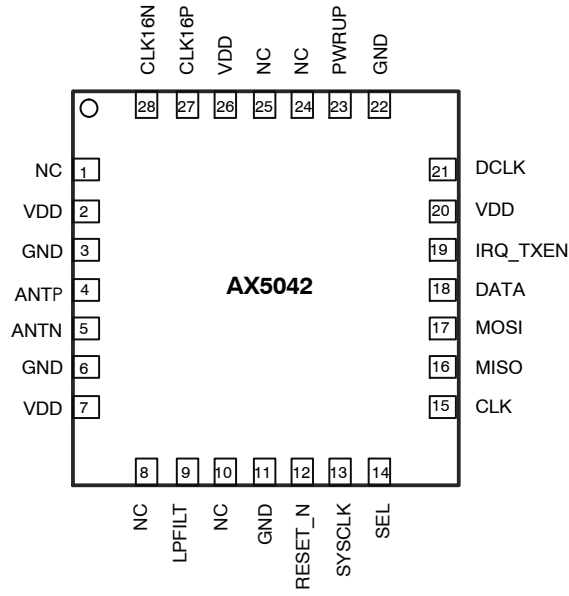 CLK16N
CLK16P
VDD
NC
NC
PWRUP
GND
28
27
26
25
24
23
22
NC 1
VDD 2
GND 3
ANTP 4
ANTN 5
GND 6
VDD 7
AX5042
21 DCLK
20 VDD
19 IRQ_TXEN
18 DATA
17 MOSI
16 MISO
15 CLK
8
9
10
11
12
13
14
NC
LPFILT
NC
GND
RESET_N
SYSCLK
SEL